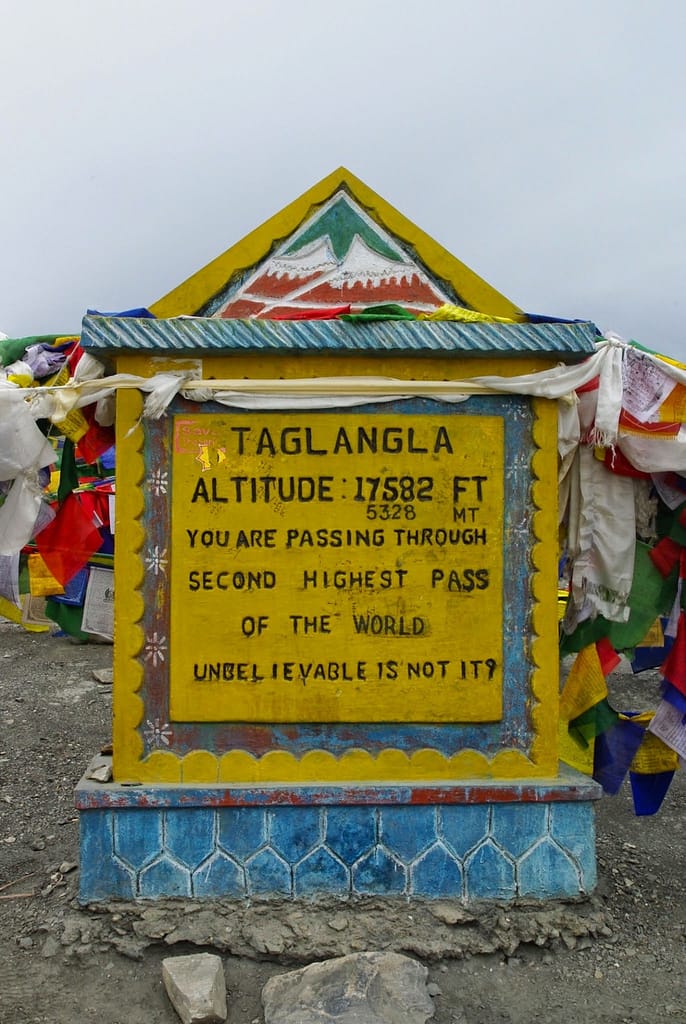 TAGLANGLA
ALTITUDE : 17582 FT
5328 MT
YOU ARE PASSING THROUGH
SECOND HIGHEST PASS
OF THE WORLD
UNBELIEVABLE IS NOT IT?